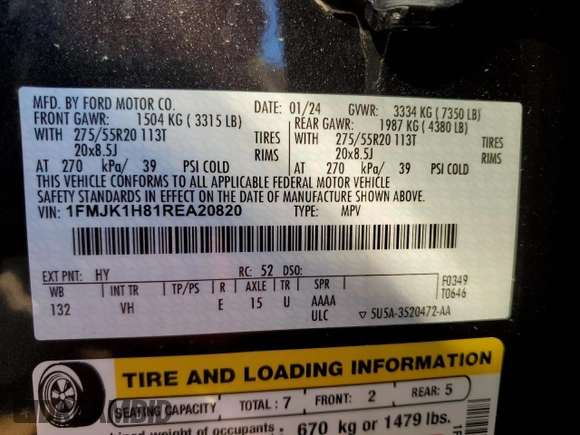 MFD. BY FORD MOTOR CO.
DATE: 01/24 GVWR: 3334 KG (7350 LB)
FRONT GAWR: 1504 KG (3315 LB) REAR GAWR: 1987 KG (4380 LB)
WITH 275/55R20 113T TIRES WITH 275/55R20 113T TIRES
20x8.5J RIMS 20x8.5J RIMS
AT 270 kPa/ 39 PSI COLD AT 270 kPa/ 39 PSI COLD
THIS VEHICLE CONFORMS TO ALL APPLICABLE FEDERAL MOTOR VEHICLE
SAFETY STANDARDS IN EFFECT ON THE DATE OF MANUFACTURE SHOWN ABOVE.
VIN: 1FMJK1H81REA20820 TYPE: MPV
EXT PNT: HY RC: 52 DSO: F0349
WB INT TR TP/PS R AXLE TR SPR T0646
132 VH E 15 U AAAA
ULC ▽ 5U5A-3520472-AA
TIRE AND LOADING INFORMATION
SEATING CAPACITY TOTAL: 7 FRONT: 2 REAR: 5
weight of occupants 670 kg or 1479 lbs.